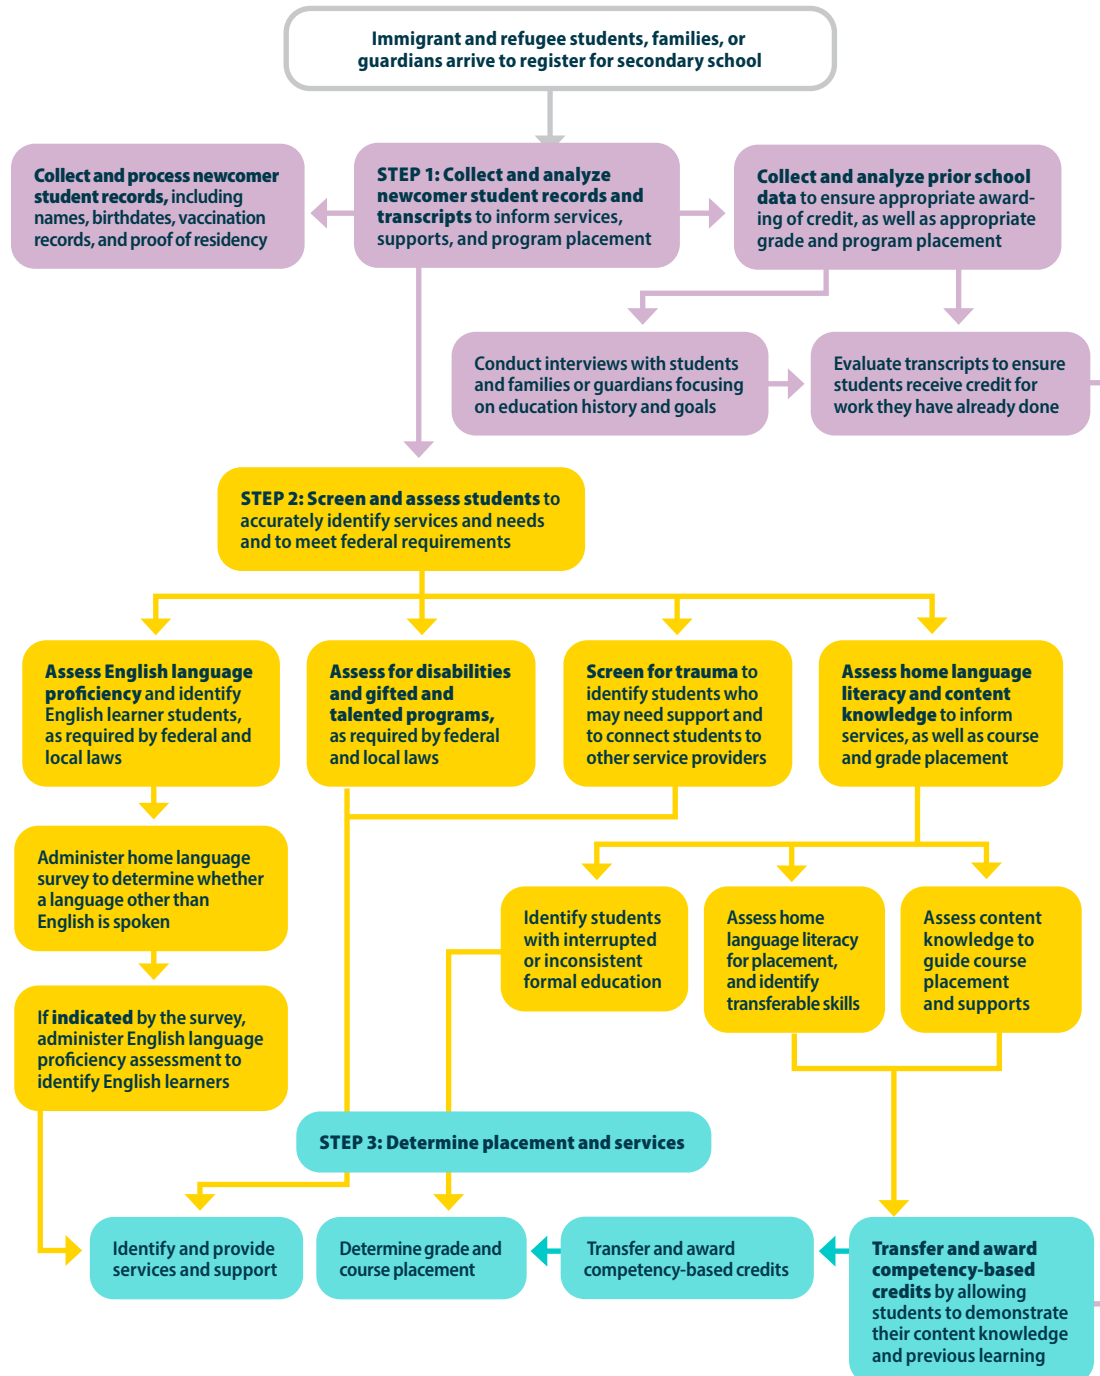 Immigrant and refugee students, families, or
guardians arrive to register for secondary school
Collect and process newcomer
student records, including
names, birthdates, vaccination
records, and proof of residency
STEP 1: Collect and analyze
newcomer student records and
transcripts to inform services,
supports, and program placement
Collect and analyze prior school
data to ensure appropriate award-
ing of credit, as well as appropriate
grade and program placement
Conduct interviews with students
and families or guardians focusing
on education history and goals
Evaluate transcripts to ensure
students receive credit for
work they have already done
STEP 2: Screen and assess students to
accurately identify services and needs
and to meet federal requirements
Assess English language
proficiency and identify
English learner students,
as required by federal and
local laws
Assess for disabilities
and gifted and
talented programs,
as required by federal
and local laws
Screen for trauma to
identify students who
may need support and
to connect students to
other service providers
Assess home language
literacy and content
knowledge to inform
services, as well as course
and grade placement
Administer home language
survey to determine whether
a language other than
English is spoken
Identify students
with interrupted
or inconsistent
formal education
Assess home
language literacy
for placement,
and identify
transferable skills
Assess content
knowledge to
guide course
placement
and supports
If indicated by the survey,
administer English language
proficiency assessment to
identify English learners
STEP 3: Determine placement and services
Identify and provide
services and support
Determine grade and
course placement
Transfer and award
competency-based credits
Transfer and award
competency-based
credits by allowing
students to demonstrate
their content knowledge
and previous learning